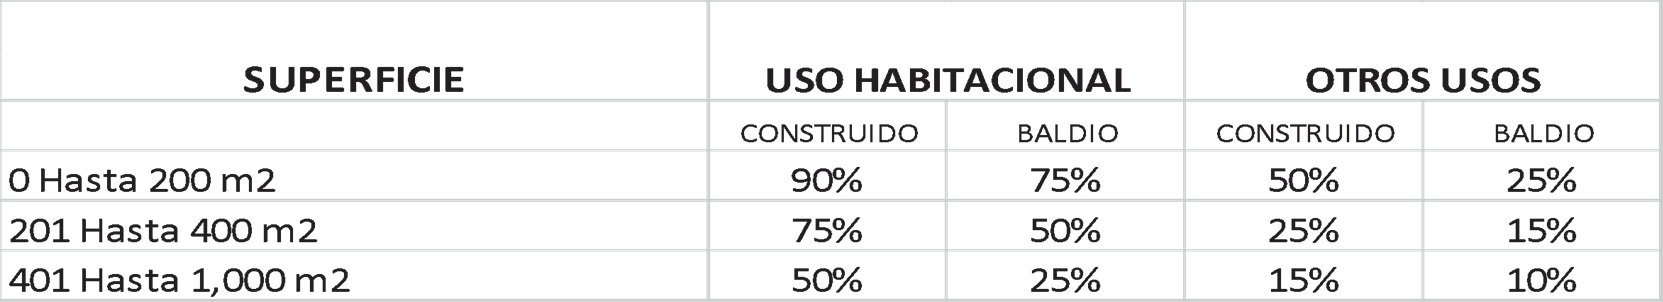 SUPERFICIE USO HABITACIONAL OTROS USOS
CONSTRUIDO BALDIO CONSTRUIDO BALDIO
0 Hasta 200 m2 90% 75% 50% 25%
201 Hasta 400 m2 75% 50% 25% 15%
401 Hasta 1,000 m2 50% 25% 15% 10%